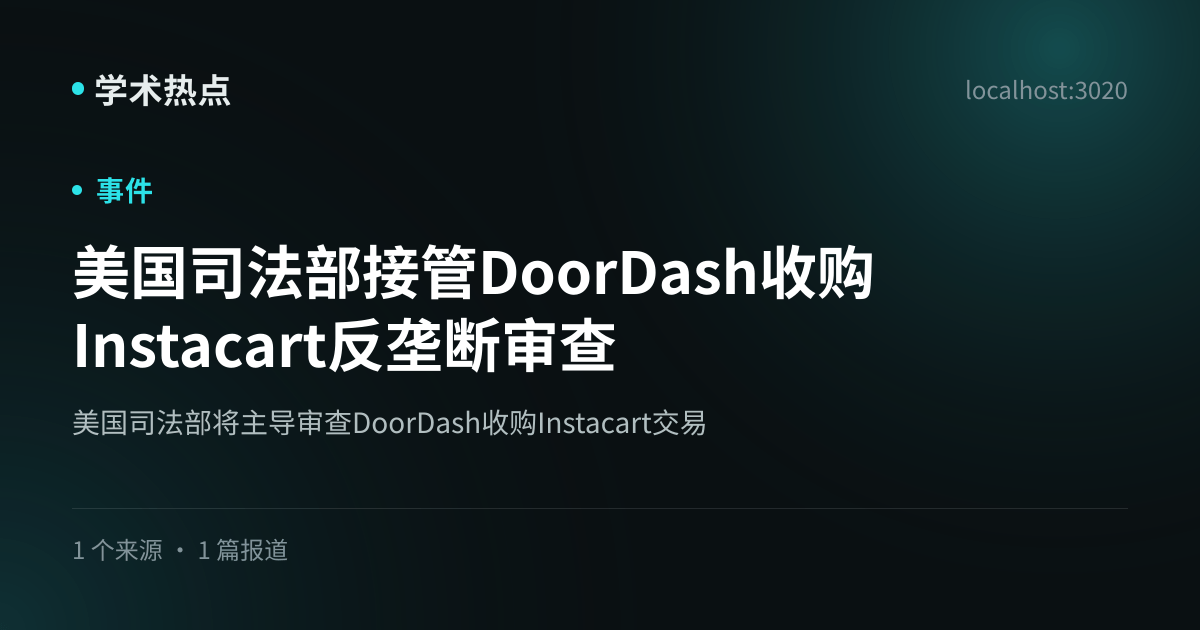 学术热点
localhost:3020
事件
美国司法部接管DoorDash收购
Instacart反垄断审查
美国司法部将主导审查DoorDash收购Instacart交易
1 个来源 · 1 篇报道